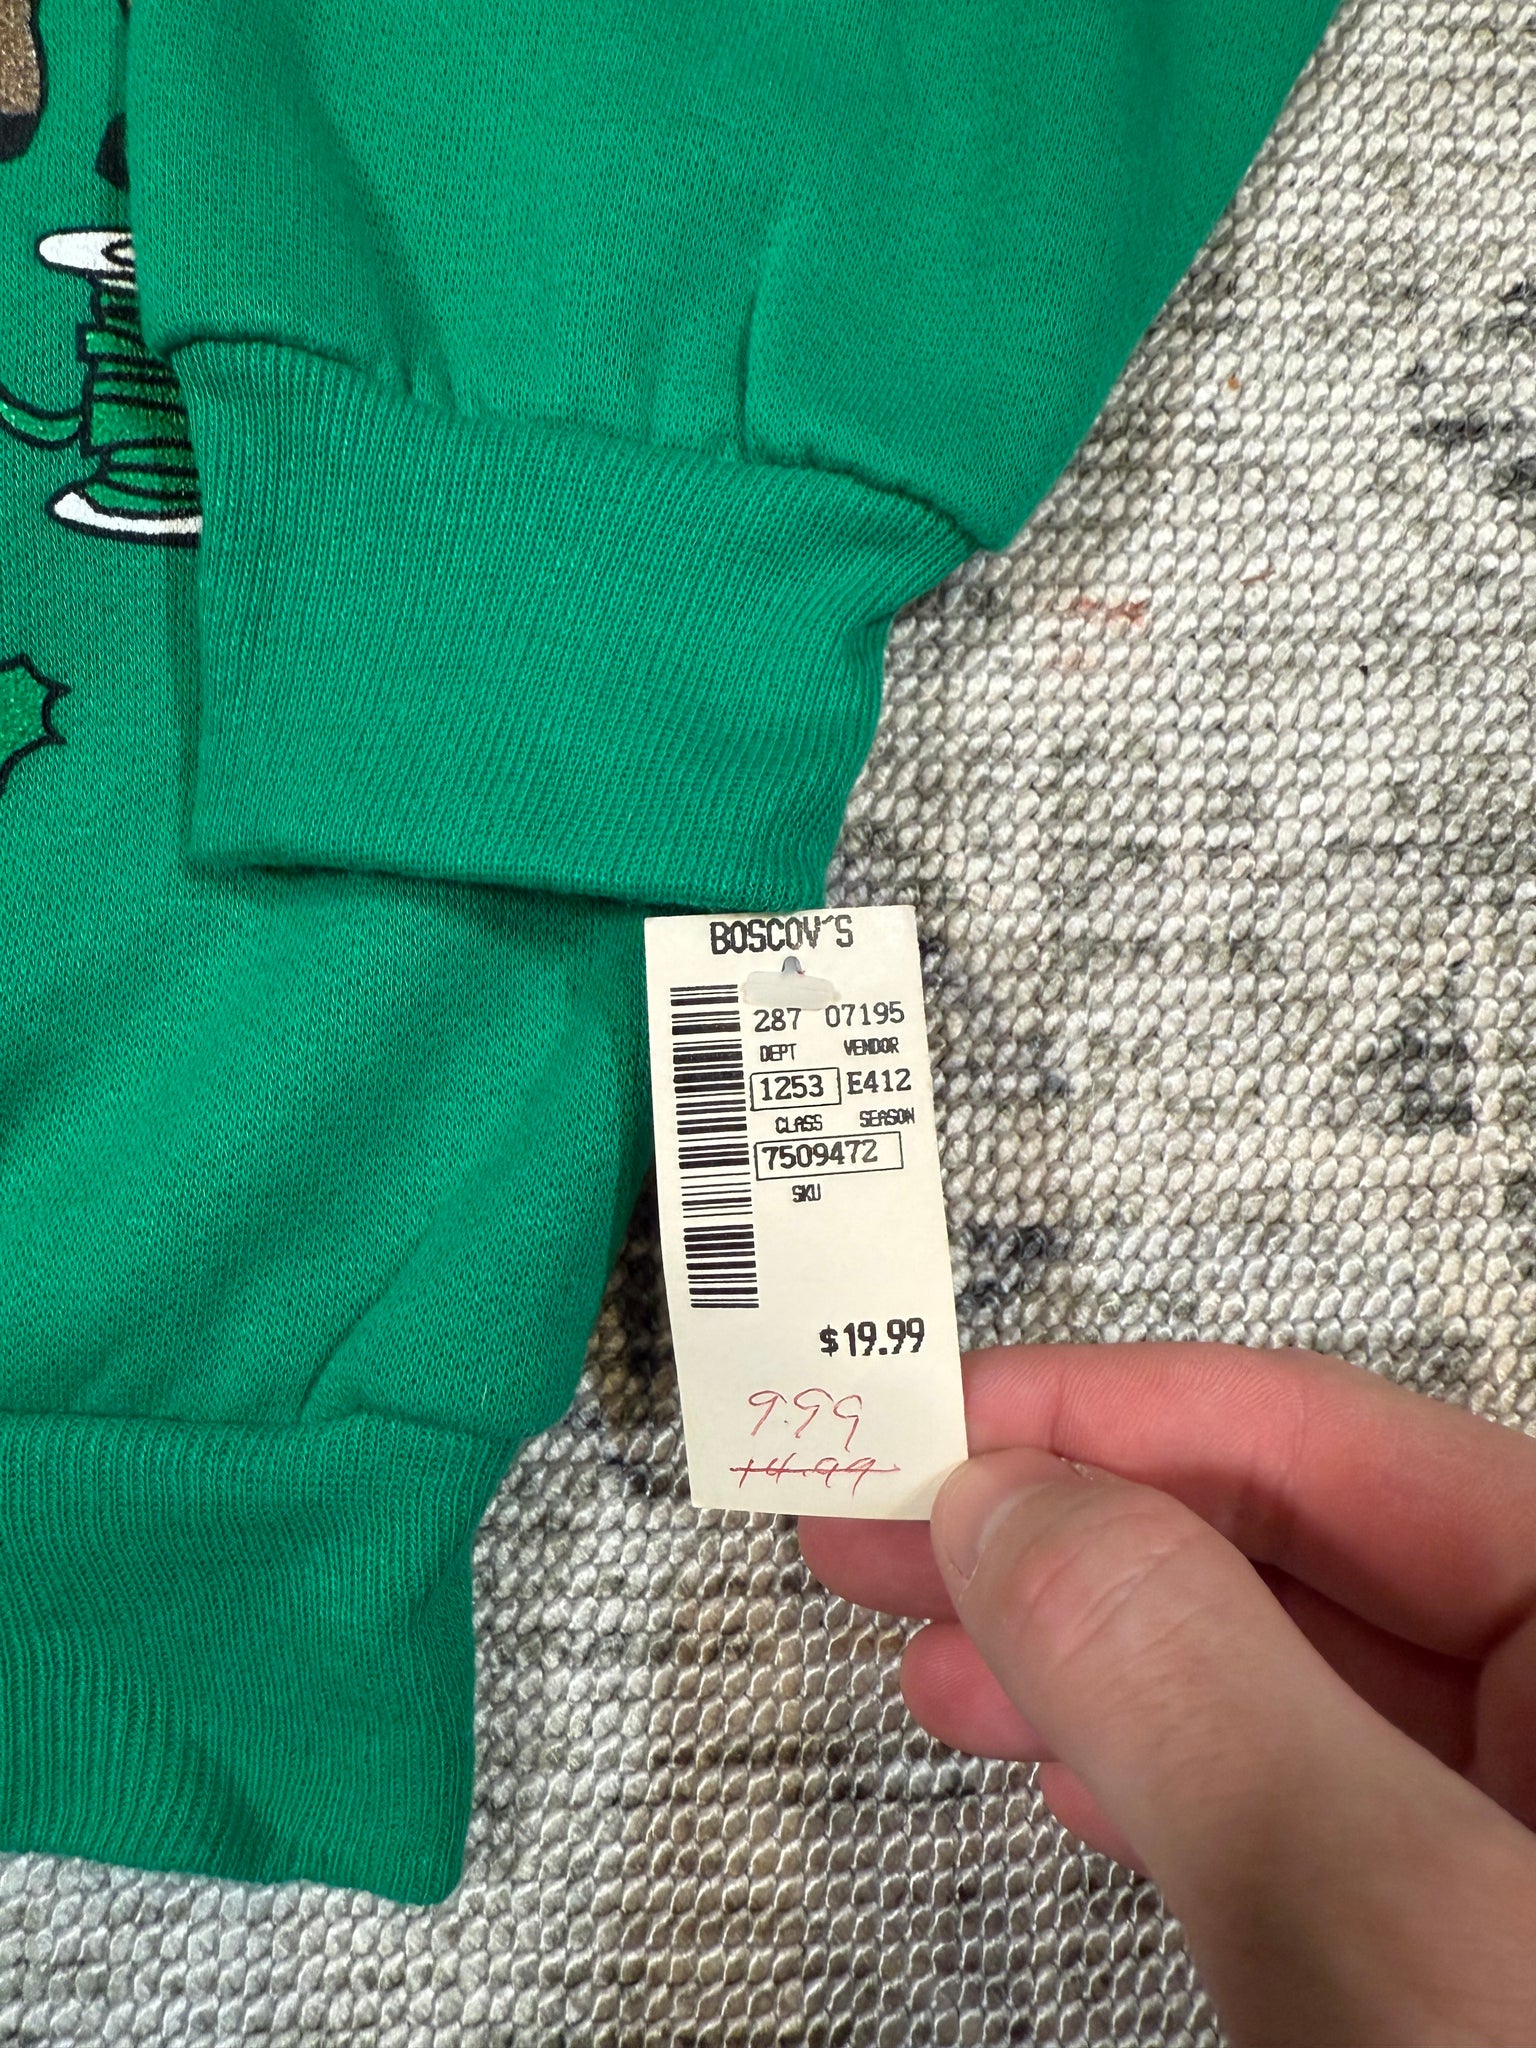 BOSCOV'S
287 07195
DEPT VENDOR
1253 E412
CLASS SEASON
7509472
SKU
$19.99
9.99
14.99